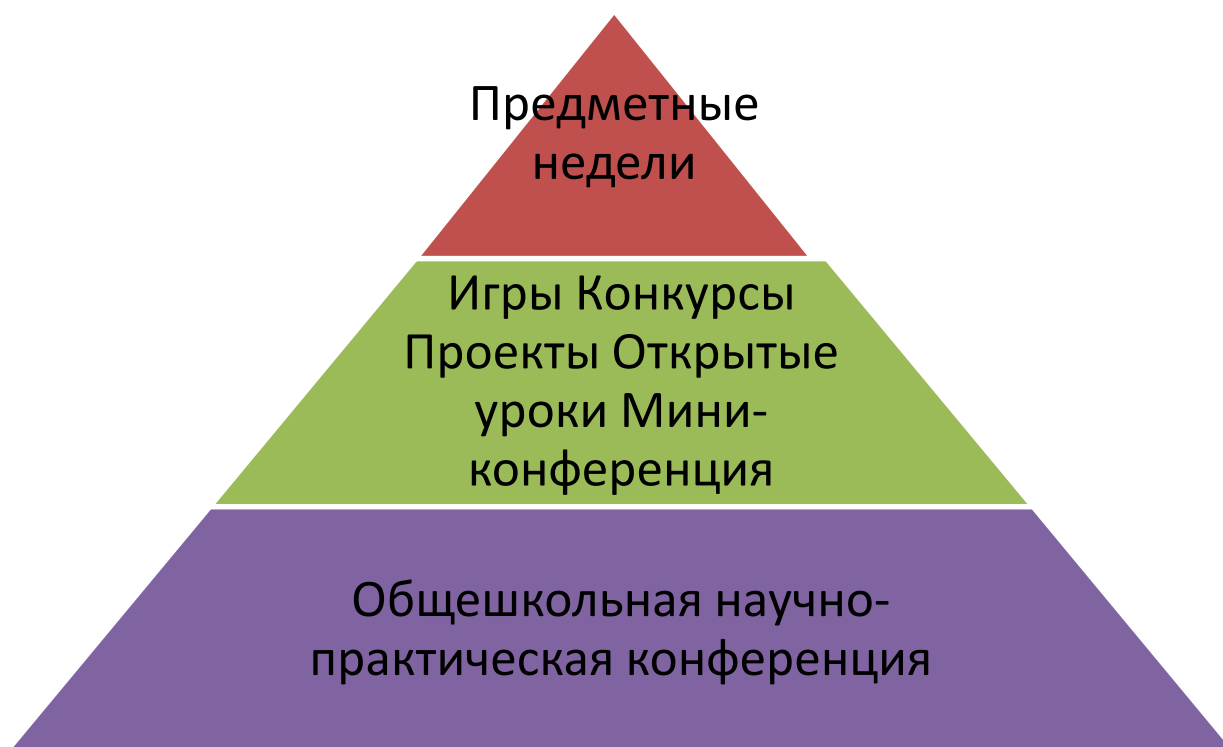 Предметные
недели
Игры Конкурсы
Проекты Открытые
уроки Мини-
конференция
Общешкольная научно-
практическая конференция